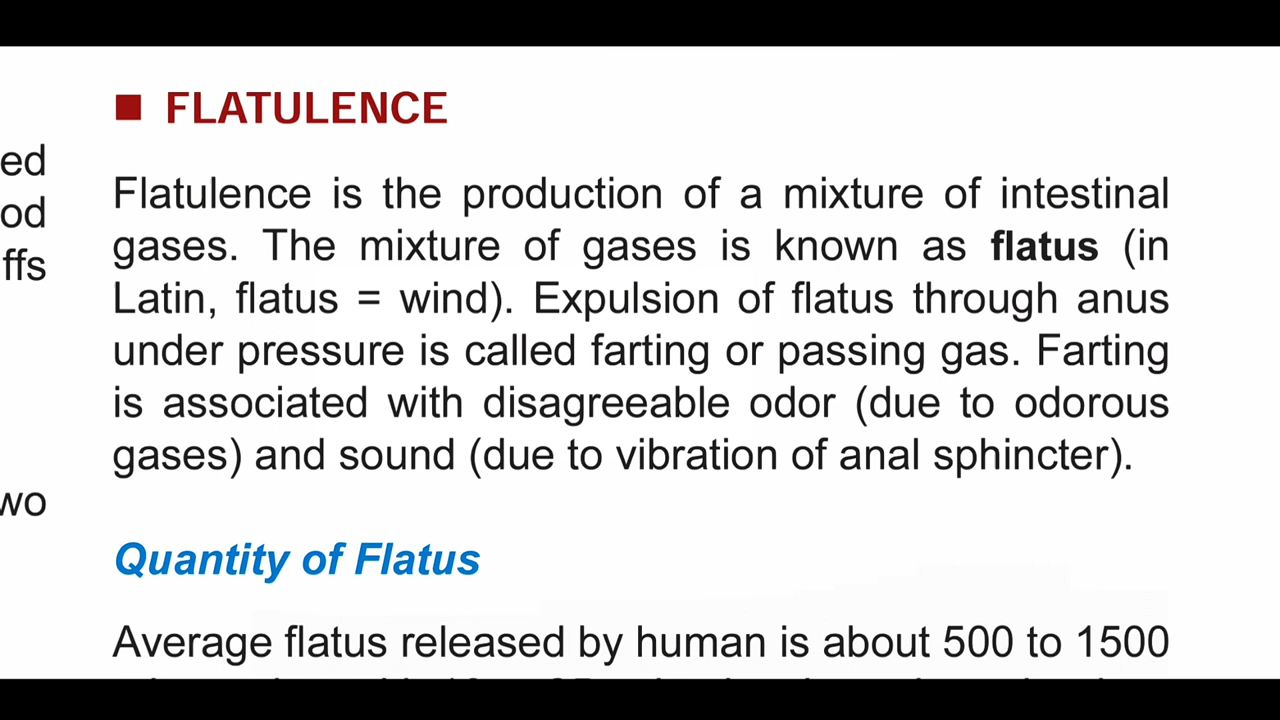 FLATULENCE
ed
Flatulence is the production of a mixture of intestinal
od
gases. The mixture of gases is known as flatus (in
ffs
Latin, flatus = wind). Expulsion of flatus through anus
under pressure is called farting or passing gas. Farting
is associated with disagreeable odor (due to odorous
gases) and sound (due to vibration of anal sphincter).
wo
Quantity of Flatus
Average flatus released by human is about 500 to 1500